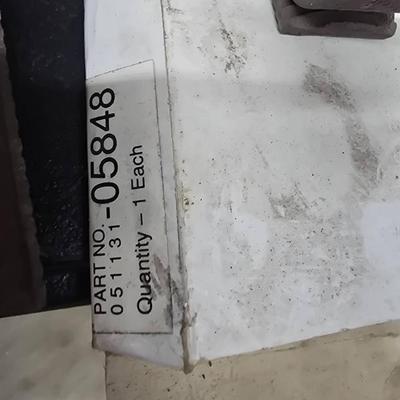 PART NO.
051131-05848
Quantity – 1 Each